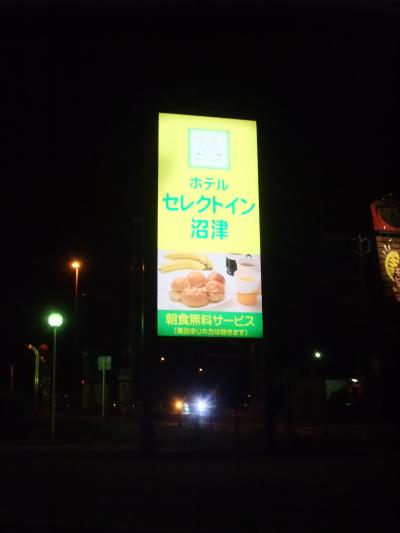 ホテル
セレクトイン
沼津
朝食無料サービス
(素泊まりの方は除きます)